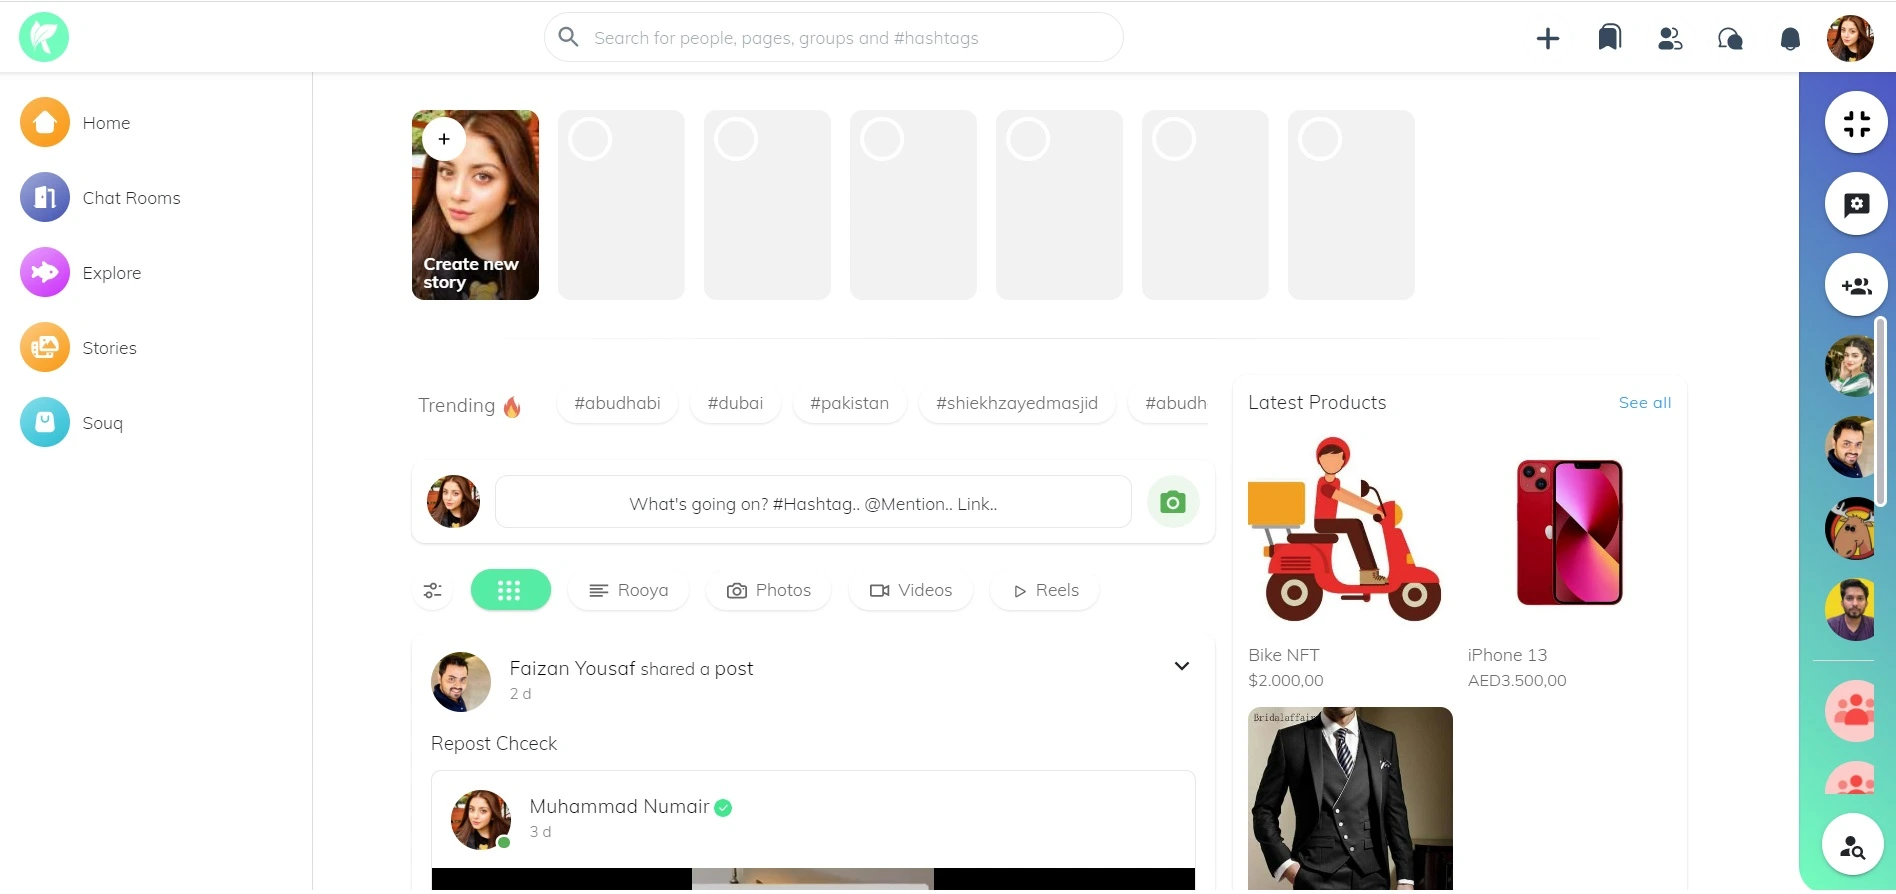 Search for people, pages, groups and #hashtags
Home
Chat Rooms
Explore
Stories
Souq
Create new
story
Trending
#abudhabi
#dubai
#pakistan
#shiekhzayedmasjid
#abudh
What's going on? #Hashtag.. @Mention.. Link..
Rooya
Photos
Videos
Reels
Faizan Yousaf shared a post
2 d
Repost Chceck
Muhammad Numair
3 d
Latest Products
See all
Bike NFT
$2.000,00
iPhone 13
AED3.500,00
Bridalaffair